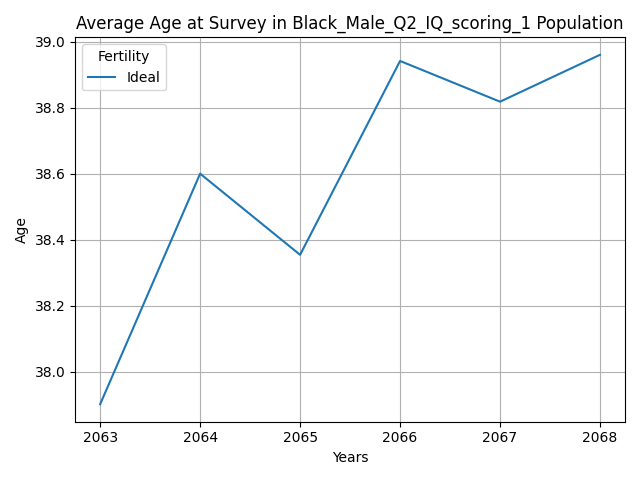 Average Age at Survey in Black_Male_Q2_IQ_scoring_1 Population
Fertility
Ideal
39.0
38.8
38.6
38.4
38.2
38.0
Age
2063 2064 2065 2066 2067 2068
Years